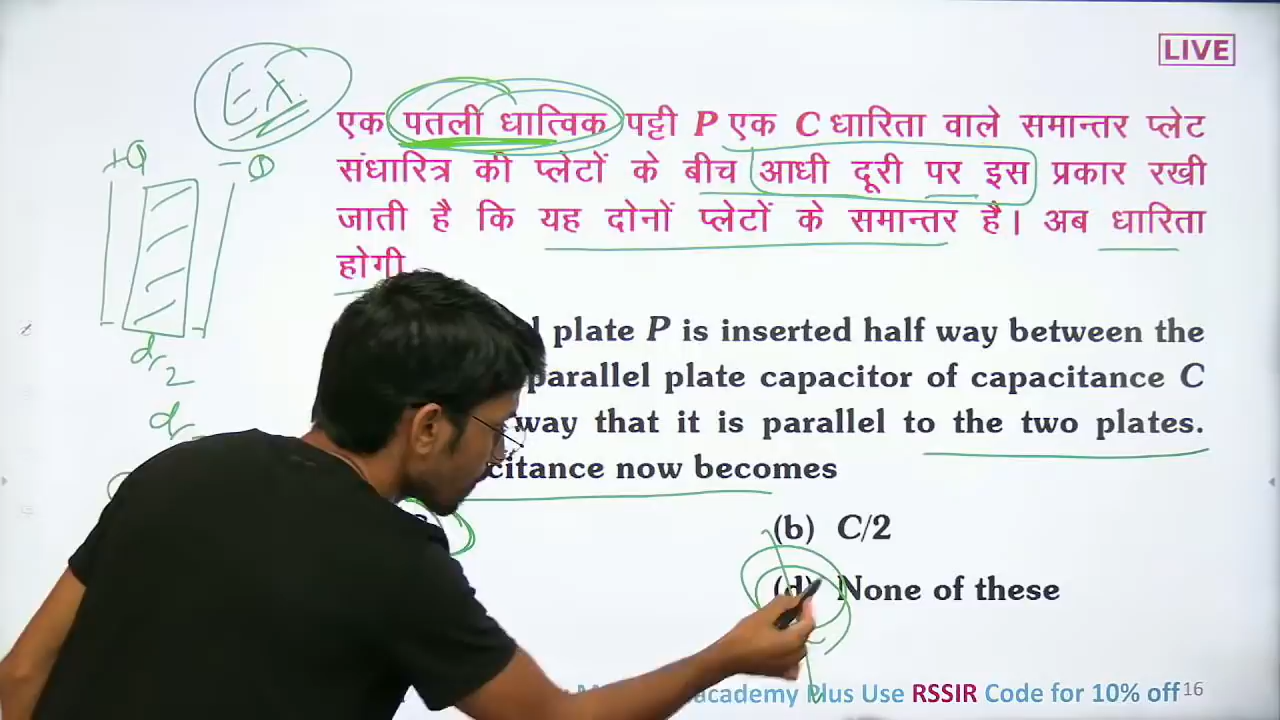 LIVE
EX.
एक पतली धात्विक पट्टी P एक C धारिता वाले समान्तर प्लेट
+Q
-Q
संधारित्र की प्लेटों के बीच आधी दूरी पर इस प्रकार रखी
जाती है कि यह दोनों प्लेटों के समान्तर है। अब धारिता
होगी
plate P is inserted half way between the
d/2
parallel plate capacitor of capacitance C
way that it is parallel to the two plates.
now becomes
(b) C/2
(d) None of these
academy Plus Use RSSIR Code for 10% off
16